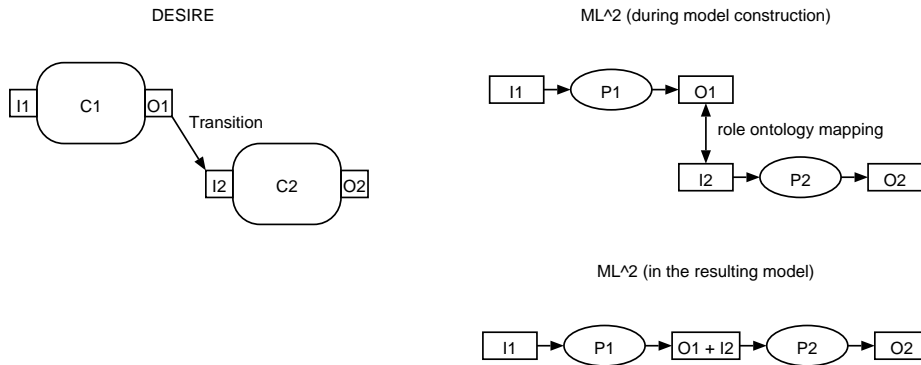 DESIRE
I1
C1
O1
Transition
I2
C2
O2
ML^2 (during model construction)
I1
P1
O1
role ontology mapping
I2
P2
O2
ML^2 (in the resulting model)
I1
P1
O1 + I2
P2
O2